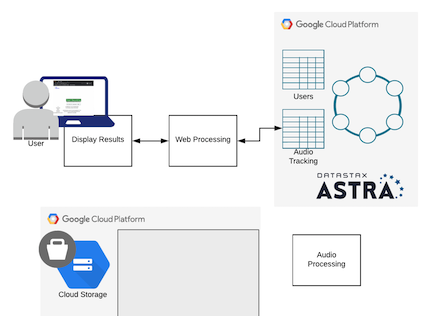 Google Cloud Platform
Users
Audio
Tracking
DATASTAX
ASTRA
User
Display Results
Web Processing
Google Cloud Platform
Cloud Storage
Audio
Processing